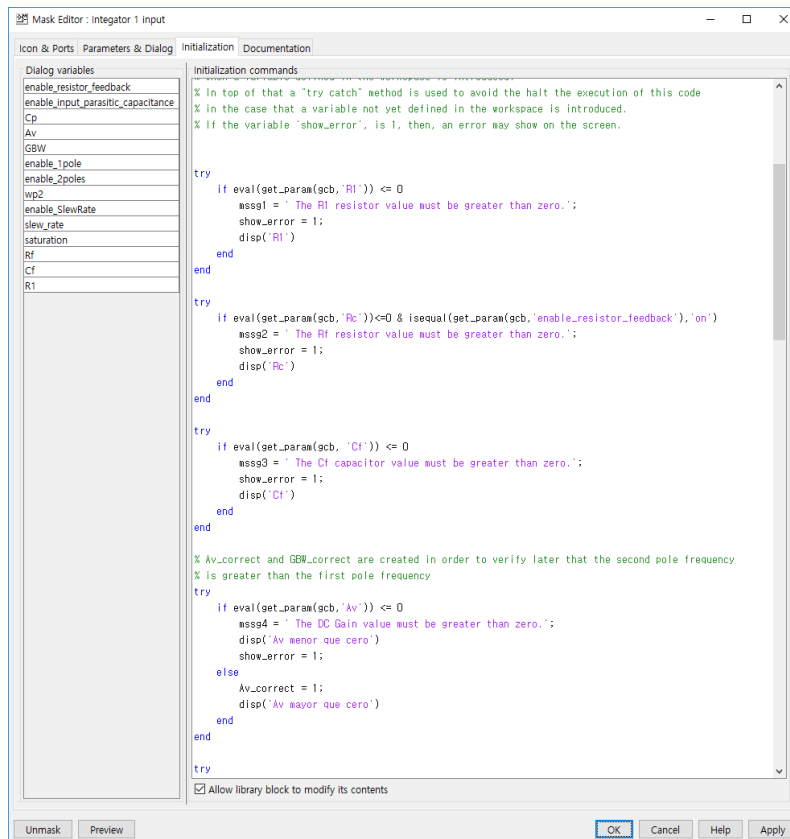 Mask Editor : Integator 1 input
Icon & Ports Parameters & Dialog Initialization Documentation
Dialog variables
enable_resistor_feedback
enable_input_parasitic_capacitance
Cp
Av
GBW
enable_1pole
enable_2poles
wp2
enable_SlewRate
slew_rate
saturation
Rf
Cf
R1
Initialization commands
% In top of that a "try catch" method is used to avoid the halt the execution of this code
% in the case that a variable not yet defined in the workspace is introduced.
% If the variable 'show_error', is 1, then, an error may show on the screen.
try
if eval(get_param(gcb,'R1')) <= 0
mssg1 = ' The R1 resistor value must be greater than zero.';
show_error = 1;
disp('R1')
end
end
try
if eval(get_param(gcb,'Rc'))<=0 & isequal(get_param(gcb,'enable_resistor_feedback'),'on')
mssg2 = ' The Rf resistor value must be greater than zero.';
show_error = 1;
disp('Rc')
end
end
try
if eval(get_param(gcb, 'Cf')) <= 0
mssg3 = ' The Cf capacitor value must be greater than zero.';
show_error = 1;
disp('Cf')
end
end
% Av_correct and GBW_correct are created in order to verify later that the second pole frequency
% is greater than the first pole frequency
try
if eval(get_param(gcb,'Av')) <= 0
mssg4 = ' The DC Gain value must be greater than zero.';
disp('Av menor que cero')
show_error = 1;
else
Av_correct = 1;
disp('Av mayor que cero')
end
end
try
Allow library block to modify its contents
Unmask Preview OK Cancel Help Apply